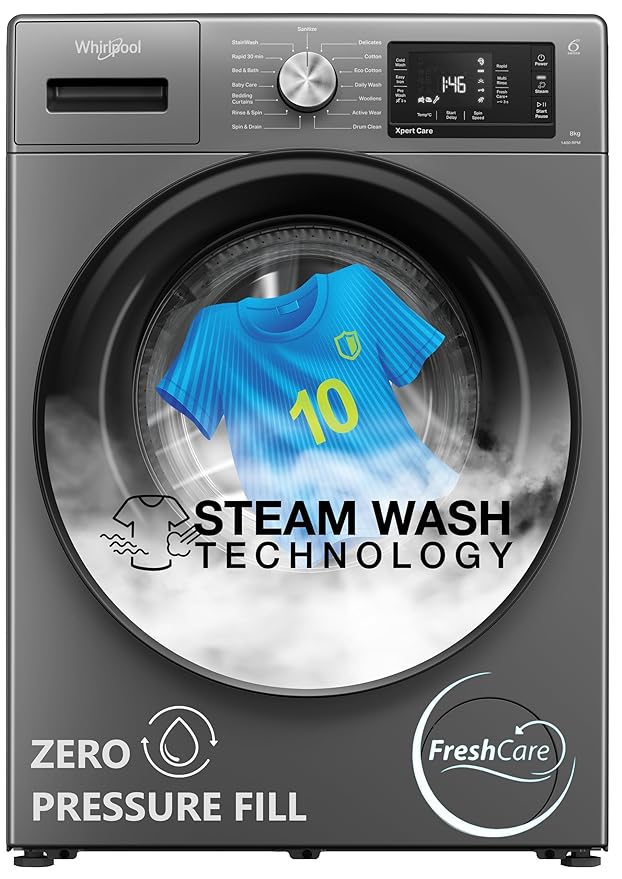 Whirlpool
Sanitize
StainWash
Rapid 30 min
Bed & Bath
Baby Care
Bedding
Curtains
Rinse & Spin
Spin & Drain
Delicates
Cotton
Eco Cotton
Daily Wash
Woollens
Active Wear
Drum Clean
Cold
Wash
Easy
Iron
Pre
Wash
1:46
Temp°C
Start
Delay
Spin
Speed
Rapid
Multi
Rinse
Fresh
Care+
Power
Steam
Start
Pause
Xpert Care
6
8kg
1400 RPM
10
STEAM WASH
TECHNOLOGY
ZERO
PRESSURE FILL
FreshCare